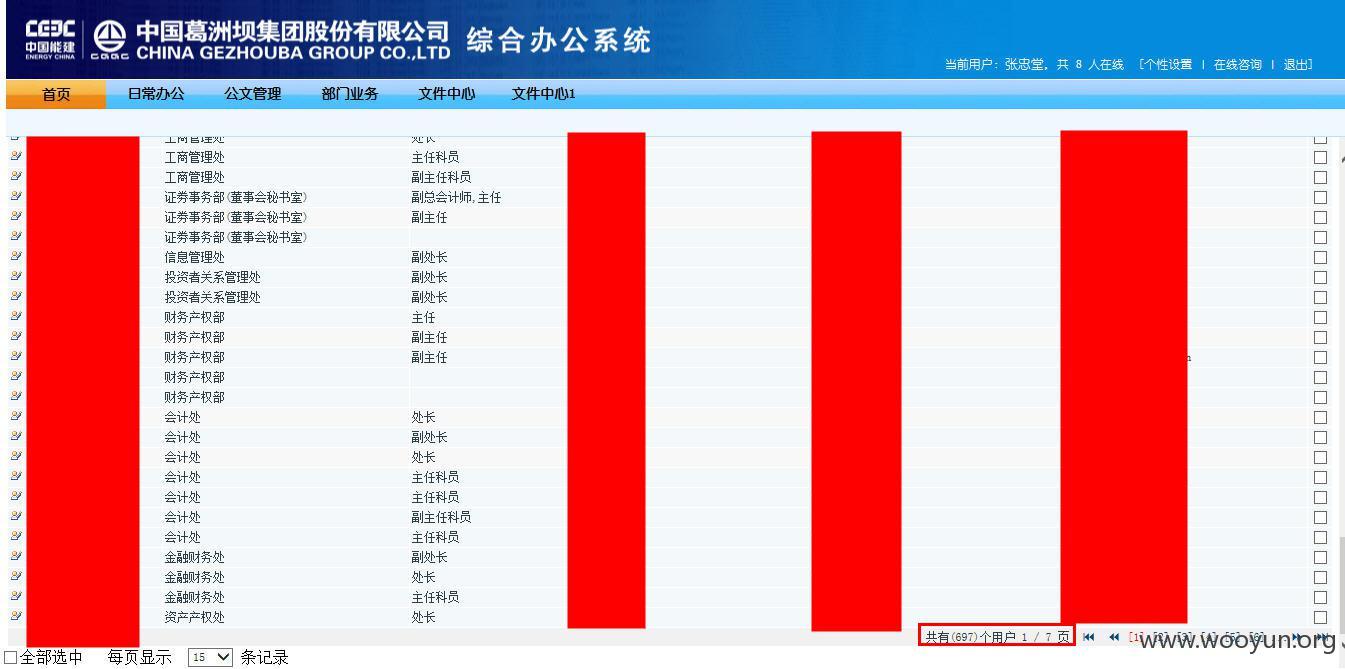 CEEC 中国能建 ENERGY CHINA CGGC 中国葛洲坝集团股份有限公司 CHINA GEZHOUBA GROUP CO.,LTD 综合办公系统
当前用户：张忠堂，共 8 人在线 [个性设置 | 在线咨询 | 退出]
首页 日常办公 公文管理 部门业务 文件中心 文件中心1
工商管理处 处长
工商管理处 主任科员
工商管理处 副主任科员
证券事务部(董事会秘书室) 副总会计师,主任
证券事务部(董事会秘书室) 副主任
证券事务部(董事会秘书室)
信息管理处 副处长
投资者关系管理处 副处长
投资者关系管理处 副处长
财务产权部 主任
财务产权部 副主任
财务产权部 副主任 n
财务产权部
财务产权部
会计处 处长
会计处 副处长
会计处 处长
会计处 主任科员
会计处 主任科员
会计处 副主任科员
会计处 主任科员
金融财务处 副处长
金融财务处 处长
金融财务处 主任科员
资产产权处 处长
共有(697)个用户 1 / 7 页 [1] [2] [3] [4] [5] [6] ...
www.wooyun.org
全部选中 每页显示 15 条记录